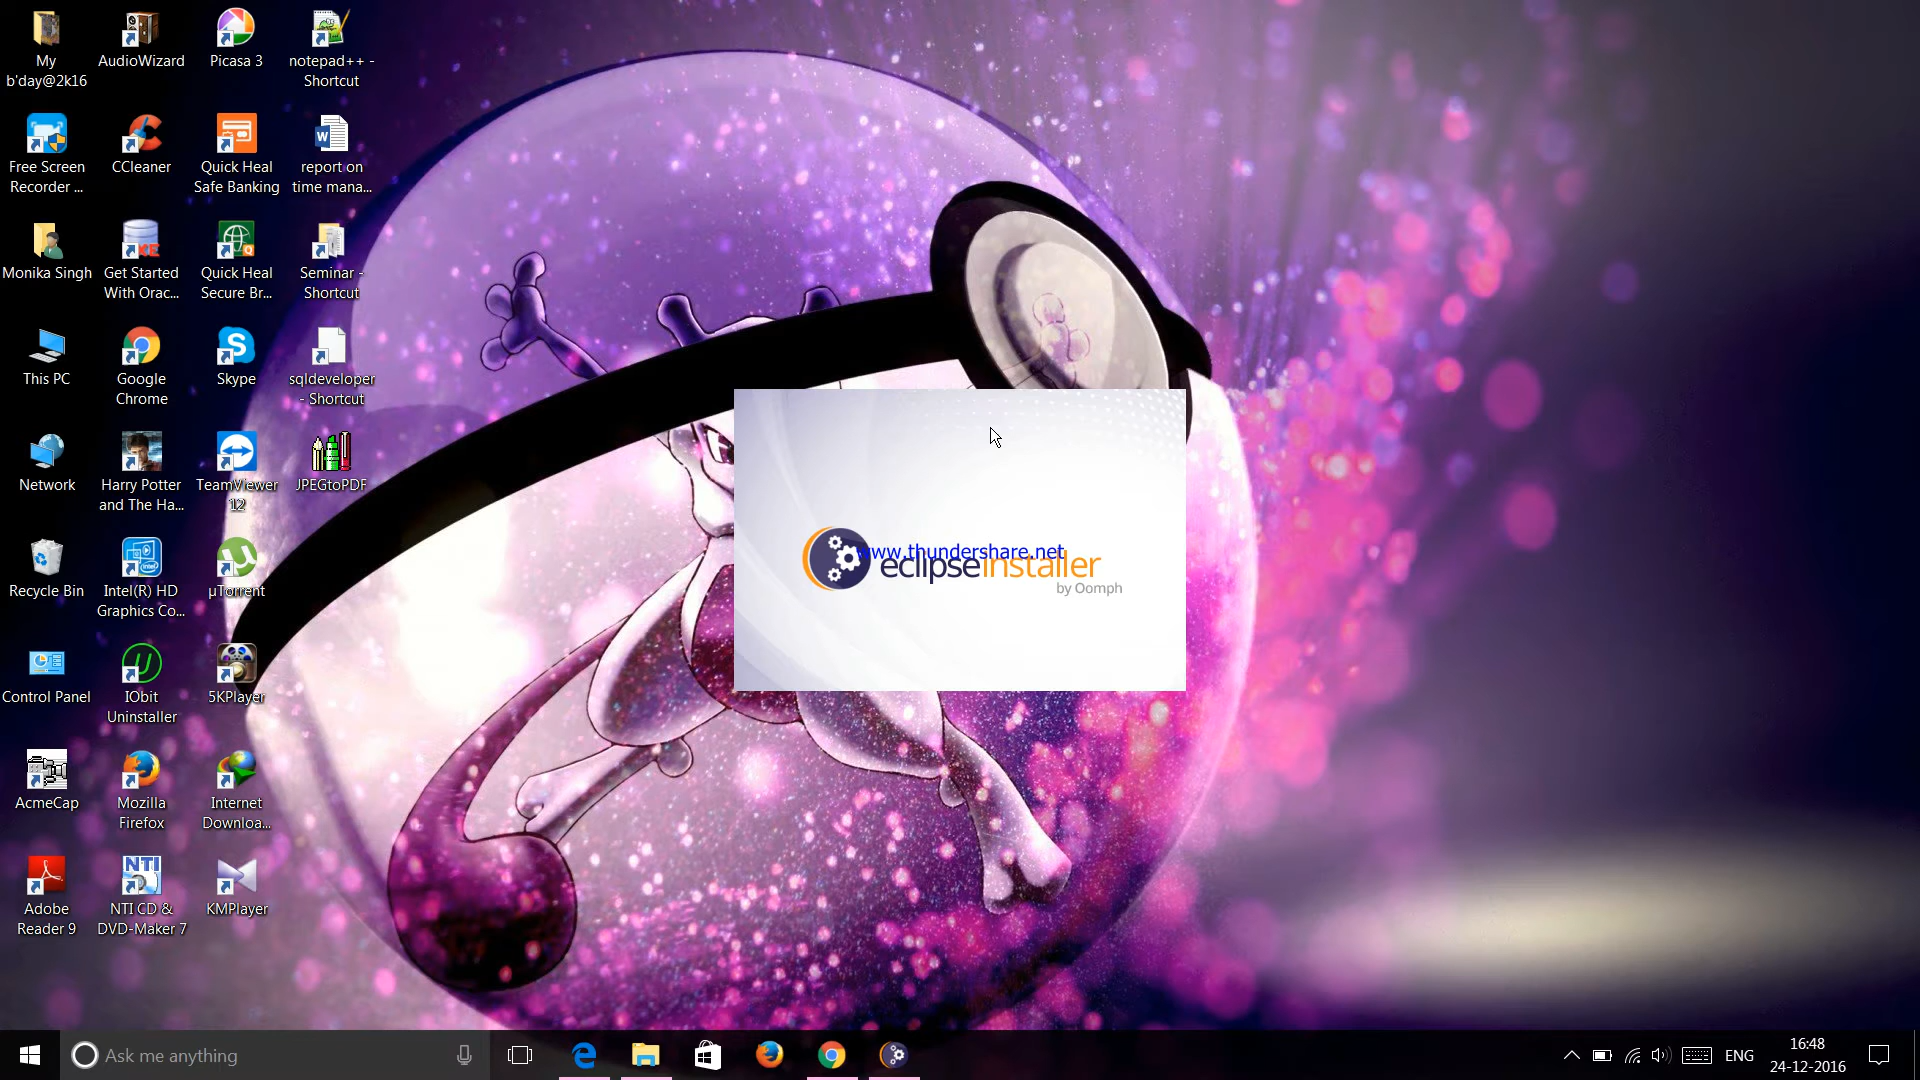 My
b'day@2k16
AudioWizard
Picasa 3
notepad++ -
Shortcut
Free Screen
Recorder ...
CCleaner
Quick Heal
Safe Banking
report on
time mana...
Monika Singh
Get Started
With Orac...
Quick Heal
Secure Br...
Seminar -
Shortcut
This PC
Google
Chrome
Skype
sqldeveloper
- Shortcut
Network
Harry Potter
and The Ha...
TeamViewer
12
JPEGtoPDF
Recycle Bin
Intel(R) HD
Graphics Co...
µTorrent
Control Panel
IObit
Uninstaller
5KPlayer
AcmeCap
Mozilla
Firefox
Internet
Downloa...
Adobe
Reader 9
NTI
NTI CD &
DVD-Maker 7
KMPlayer
www.thundershare.net
eclipseinstaller
by Oomph
Ask me anything
ENG
16:48
24-12-2016